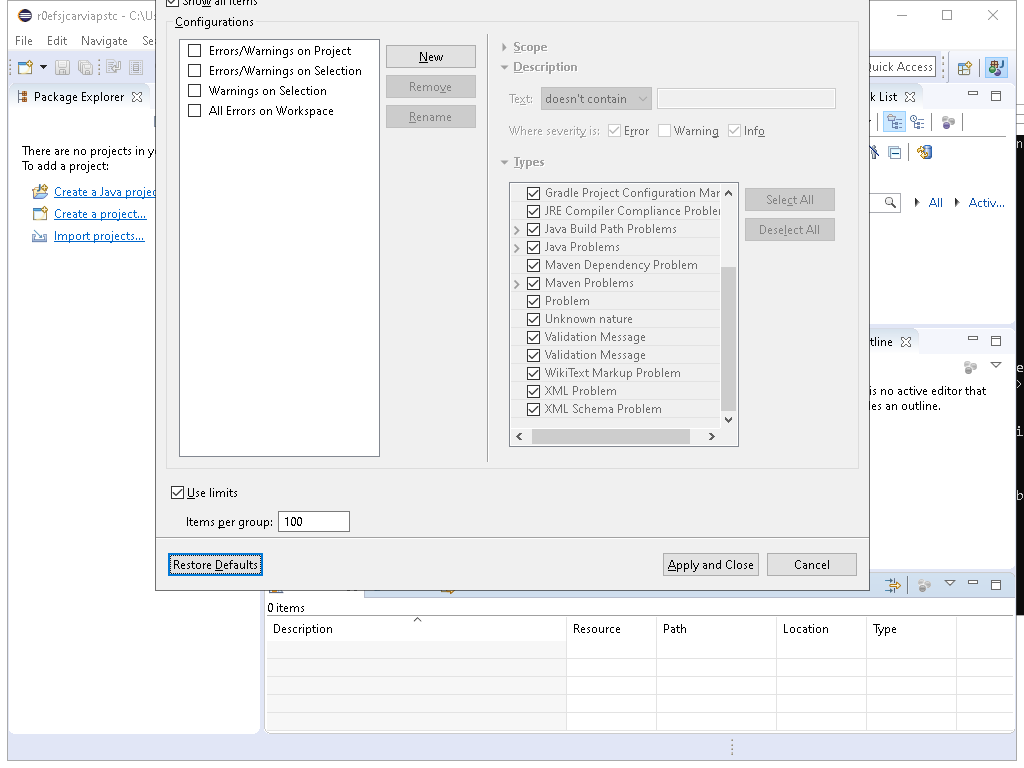 r0efsjcarviapstc - C:\Us
File Edit Navigate Se
Quick Access
Package Explorer
There are no projects in y
To add a project:
Create a Java projec
Create a project...
Import projects...
Show all items
Configurations
Errors/Warnings on Project
Errors/Warnings on Selection
Warnings on Selection
All Errors on Workspace
New
Remove
Rename
Scope
Description
Text: doesn't contain
Where severity is: Error Warning Info
Types
Gradle Project Configuration Mar
JRE Compiler Compliance Probler
Java Build Path Problems
Java Problems
Maven Dependency Problem
Maven Problems
Problem
Unknown nature
Validation Message
Validation Message
WikiText Markup Problem
XML Problem
XML Schema Problem
Select All
Deselect All
Use limits
Items per group: 100
Restore Defaults
Apply and Close
Cancel
k List
All Activ...
tline
is no active editor that
des an outline.
0 items
Description Resource Path Location Type